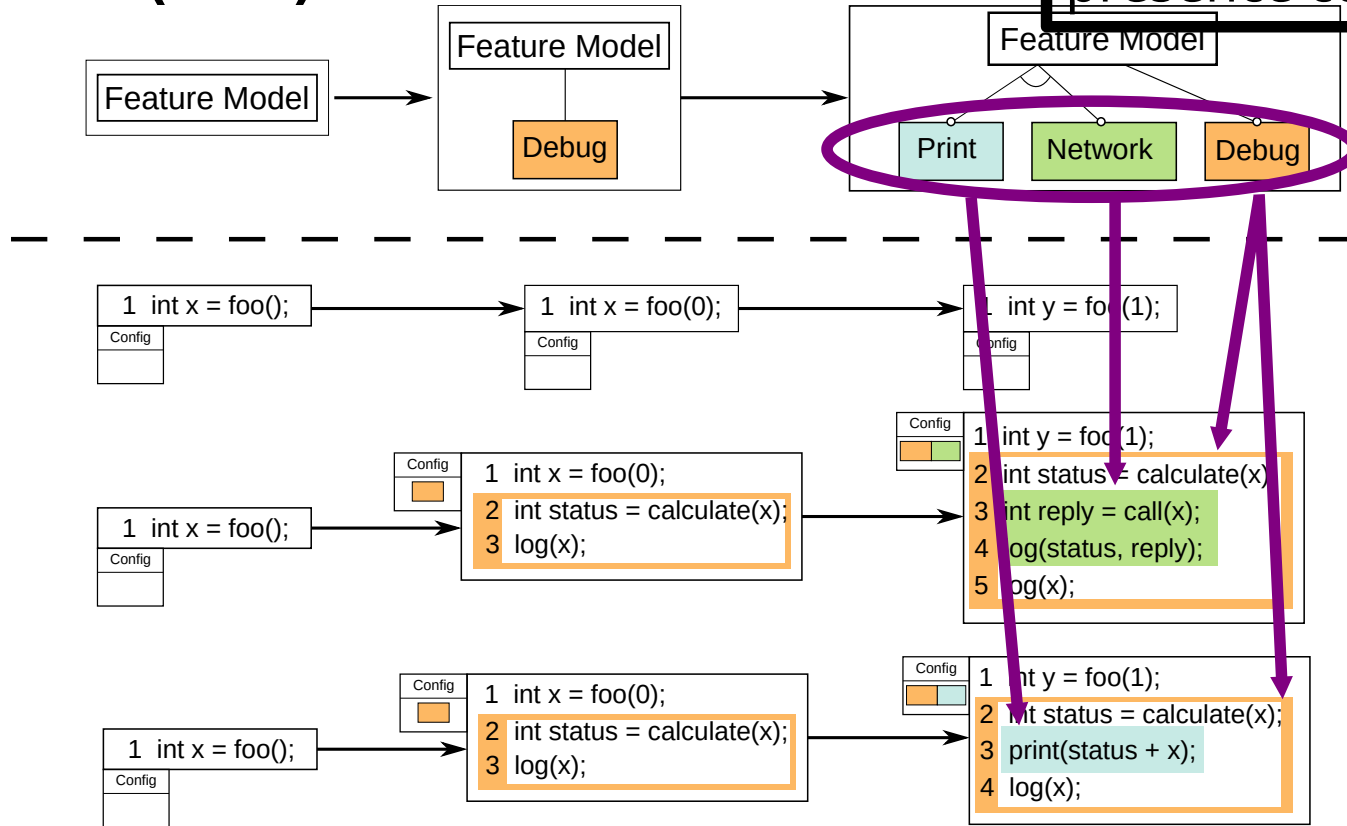 Feature Model
Feature Model
Debug
Feature Model
Print Network Debug
1 int x = foo();
Config
1 int x = foo(0);
Config
1 int y = foo(1);
Config
1 int x = foo();
Config
Config
1 int x = foo(0);
2 int status = calculate(x);
3 log(x);
Config
1 int y = foo(1);
2 int status = calculate(x)
3 int reply = call(x);
4 log(status, reply);
5 log(x);
1 int x = foo();
Config
Config
1 int x = foo(0);
2 int status = calculate(x);
3 log(x);
Config
1 int y = foo(1);
2 int status = calculate(x);
3 print(status + x);
4 log(x);